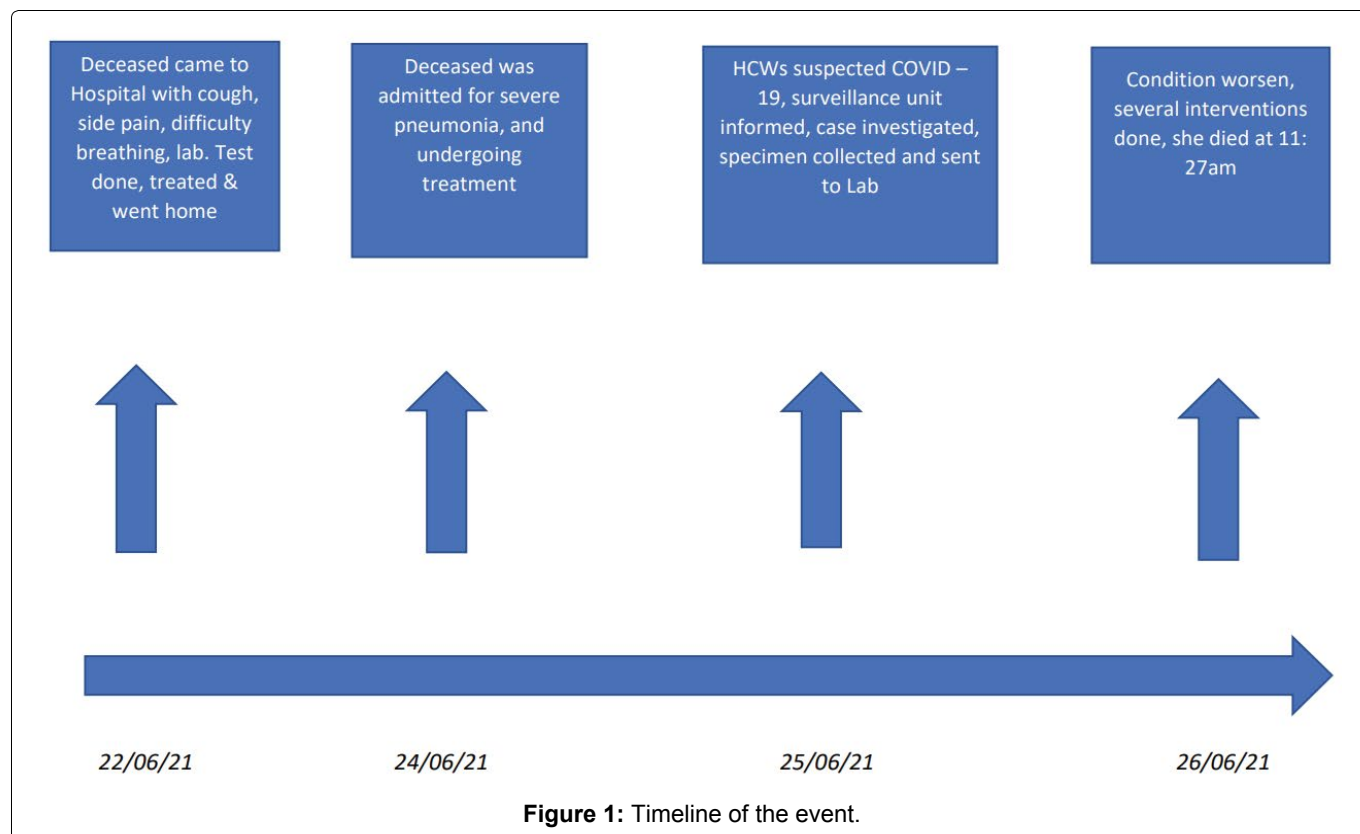 Deceased came to
Hospital with cough,
side pain, difficulty
breathing, lab. Test
done, treated &
went home
Deceased was
admitted for severe
pneumonia, and
undergoing
treatment
HCWs suspected COVID –
19, surveillance unit
informed, case investigated,
specimen collected and sent
to Lab
Condition worsen,
several interventions
done, she died at 11:
27am
22/06/21
24/06/21
25/06/21
26/06/21
Figure 1: Timeline of the event.